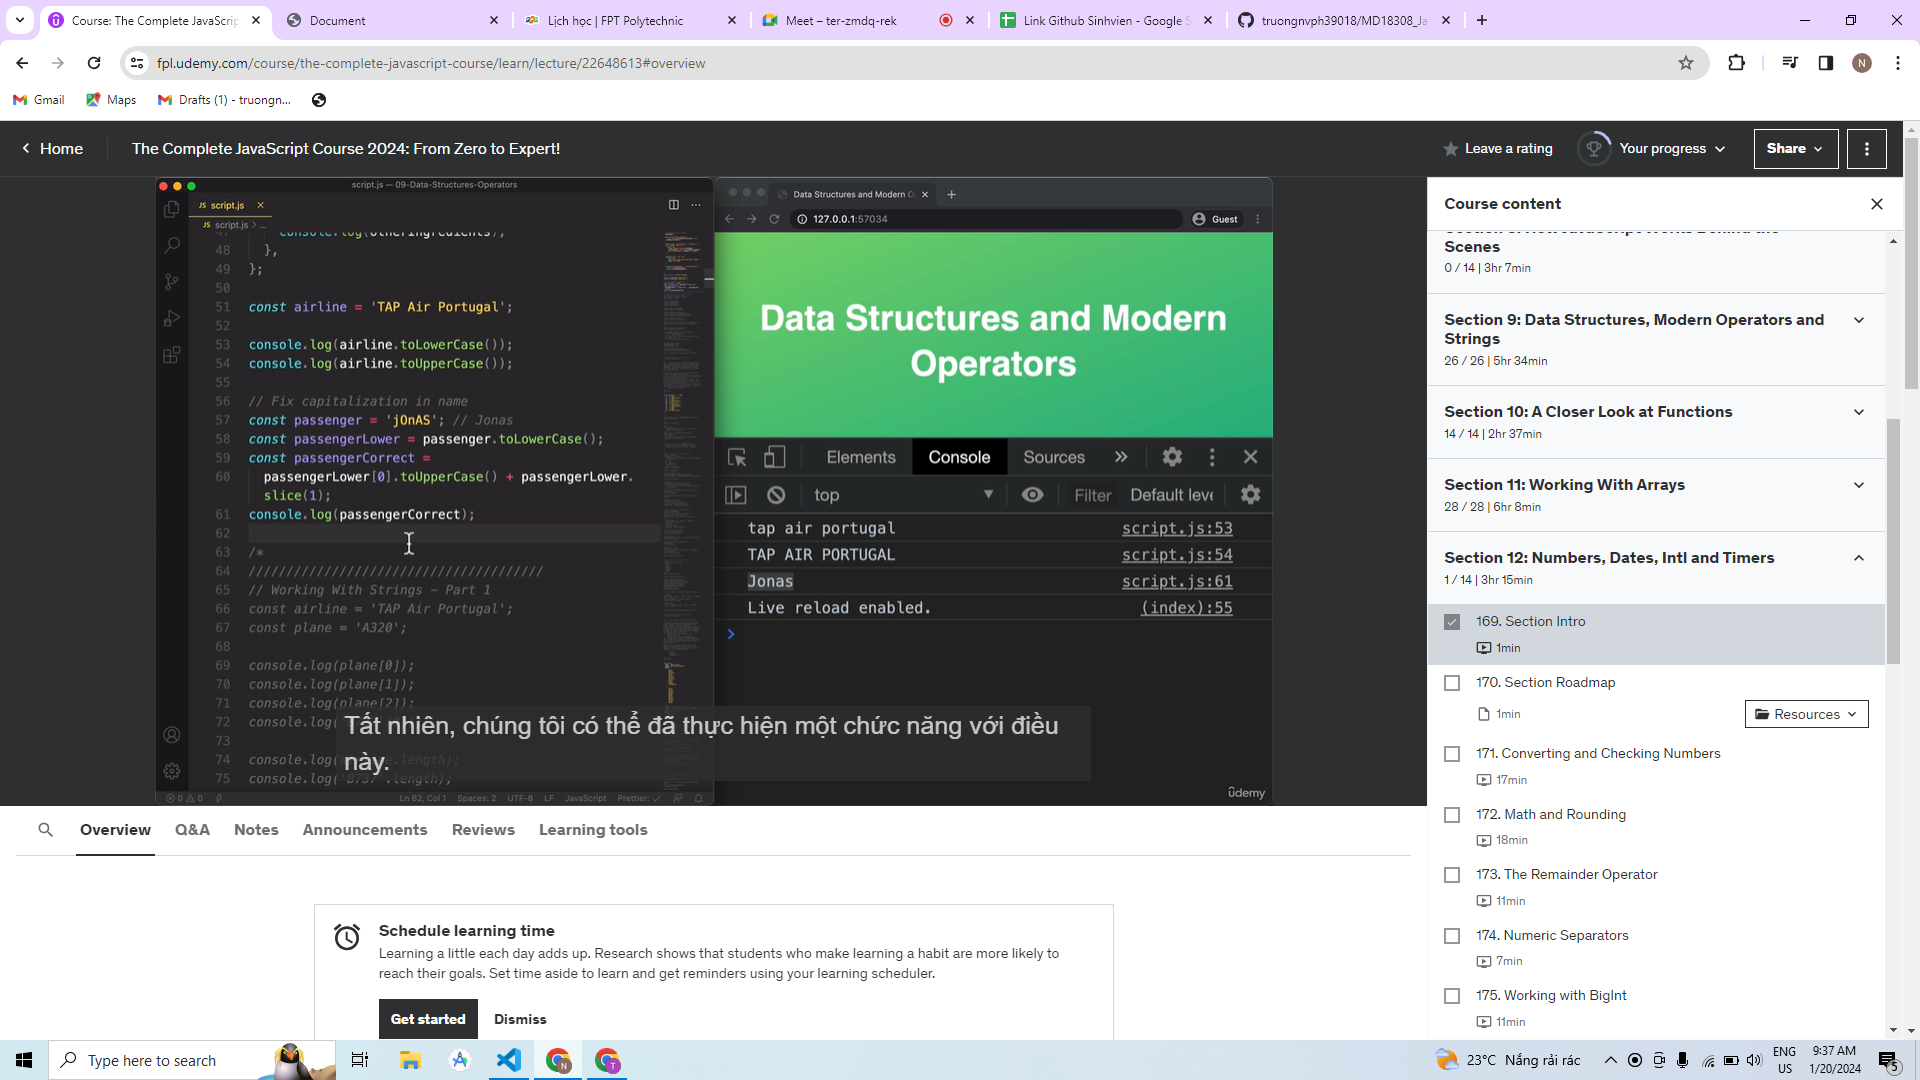 Course: The Complete JavaScrip
Document
Lịch học | FPT Polytechnic
Meet – ter-zmdq-rek
Link Github Sinhvien - Google S
truongnvph39018/MD18308_Ja
fpl.udemy.com/course/the-complete-javascript-course/learn/lecture/22648613#overview
N
Gmail
Maps
Drafts (1) - truongn...
Home
The Complete JavaScript Course 2024: From Zero to Expert!
Leave a rating
Your progress
Share
script.js — 09-Data-Structures-Operators
JS script.js
JS script.js > ...
console.log(otherIngredients);
48 },
49 };
50
51 const airline = 'TAP Air Portugal';
52
53 console.log(airline.toLowerCase());
54 console.log(airline.toUpperCase());
55
56 // Fix capitalization in name
57 const passenger = 'jOnAS'; // Jonas
58 const passengerLower = passenger.toLowerCase();
59 const passengerCorrect =
60 passengerLower[0].toUpperCase() + passengerLower.
slice(1);
61 console.log(passengerCorrect);
62
63 /*
64 ///////////////////////////////////////
65 // Working With Strings - Part 1
66 const airline = 'TAP Air Portugal';
67 const plane = 'A320';
68
69 console.log(plane[0]);
70 console.log(plane[1]);
71 console.log(plane[2]);
72 console.log(
73
74 console.log(
.length);
75 console.log('B737'.length);
0 0
Ln 62, Col 1 Spaces: 2 UTF-8 LF JavaScript Prettier: ✓
Data Structures and Modern O
127.0.0.1:57034
Guest
Data Structures and Modern
Operators
Elements Console Sources »
top
Filter
Default leve
tap air portugal script.js:53
TAP AIR PORTUGAL script.js:54
Jonas script.js:61
Live reload enabled. (index):55
>
Tất nhiên, chúng tôi có thể đã thực hiện một chức năng với điều
này.
ûdemy
Course content
Scenes
0 / 14 | 3hr 7min
Section 9: Data Structures, Modern Operators and
Strings
26 / 26 | 5hr 34min
Section 10: A Closer Look at Functions
14 / 14 | 2hr 37min
Section 11: Working With Arrays
28 / 28 | 6hr 8min
Section 12: Numbers, Dates, Intl and Timers
1 / 14 | 3hr 15min
169. Section Intro
1min
170. Section Roadmap
1min
Resources
171. Converting and Checking Numbers
17min
172. Math and Rounding
18min
173. The Remainder Operator
11min
174. Numeric Separators
7min
175. Working with BigInt
11min
Overview
Q&A
Notes
Announcements
Reviews
Learning tools
Schedule learning time
Learning a little each day adds up. Research shows that students who make learning a habit are more likely to
reach their goals. Set time aside to learn and get reminders using your learning scheduler.
Get started
Dismiss
Type here to search
N
T
23°C Nắng rải rác
ENG
US
9:37 AM
1/20/2024
5